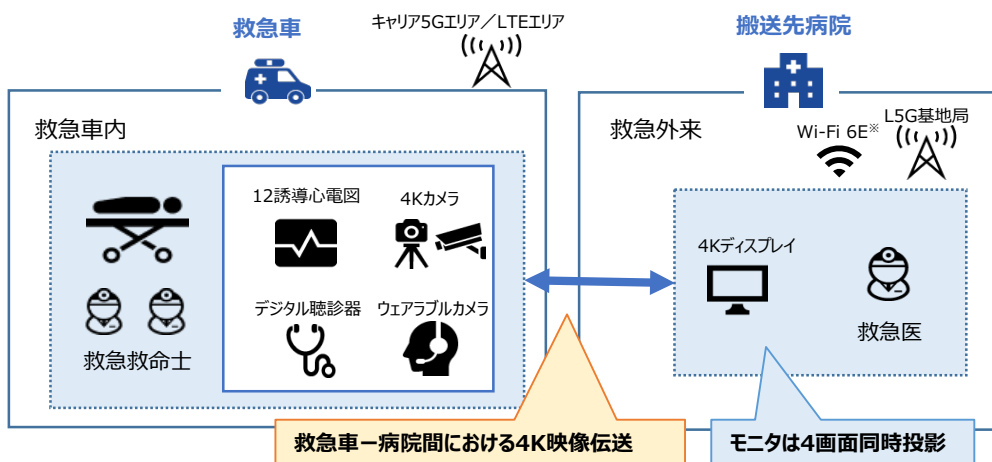 救急車
キャリア5Gエリア／LTEエリア
搬送先病院
救急車内
救急外来
Wi-Fi 6E※
L5G基地局
12誘導心電図
4Kカメラ
4Kディスプレイ
デジタル聴診器
ウェアラブルカメラ
救急救命士
救急医
救急車ー病院間における4K映像伝送
モニタは4画面同時投影